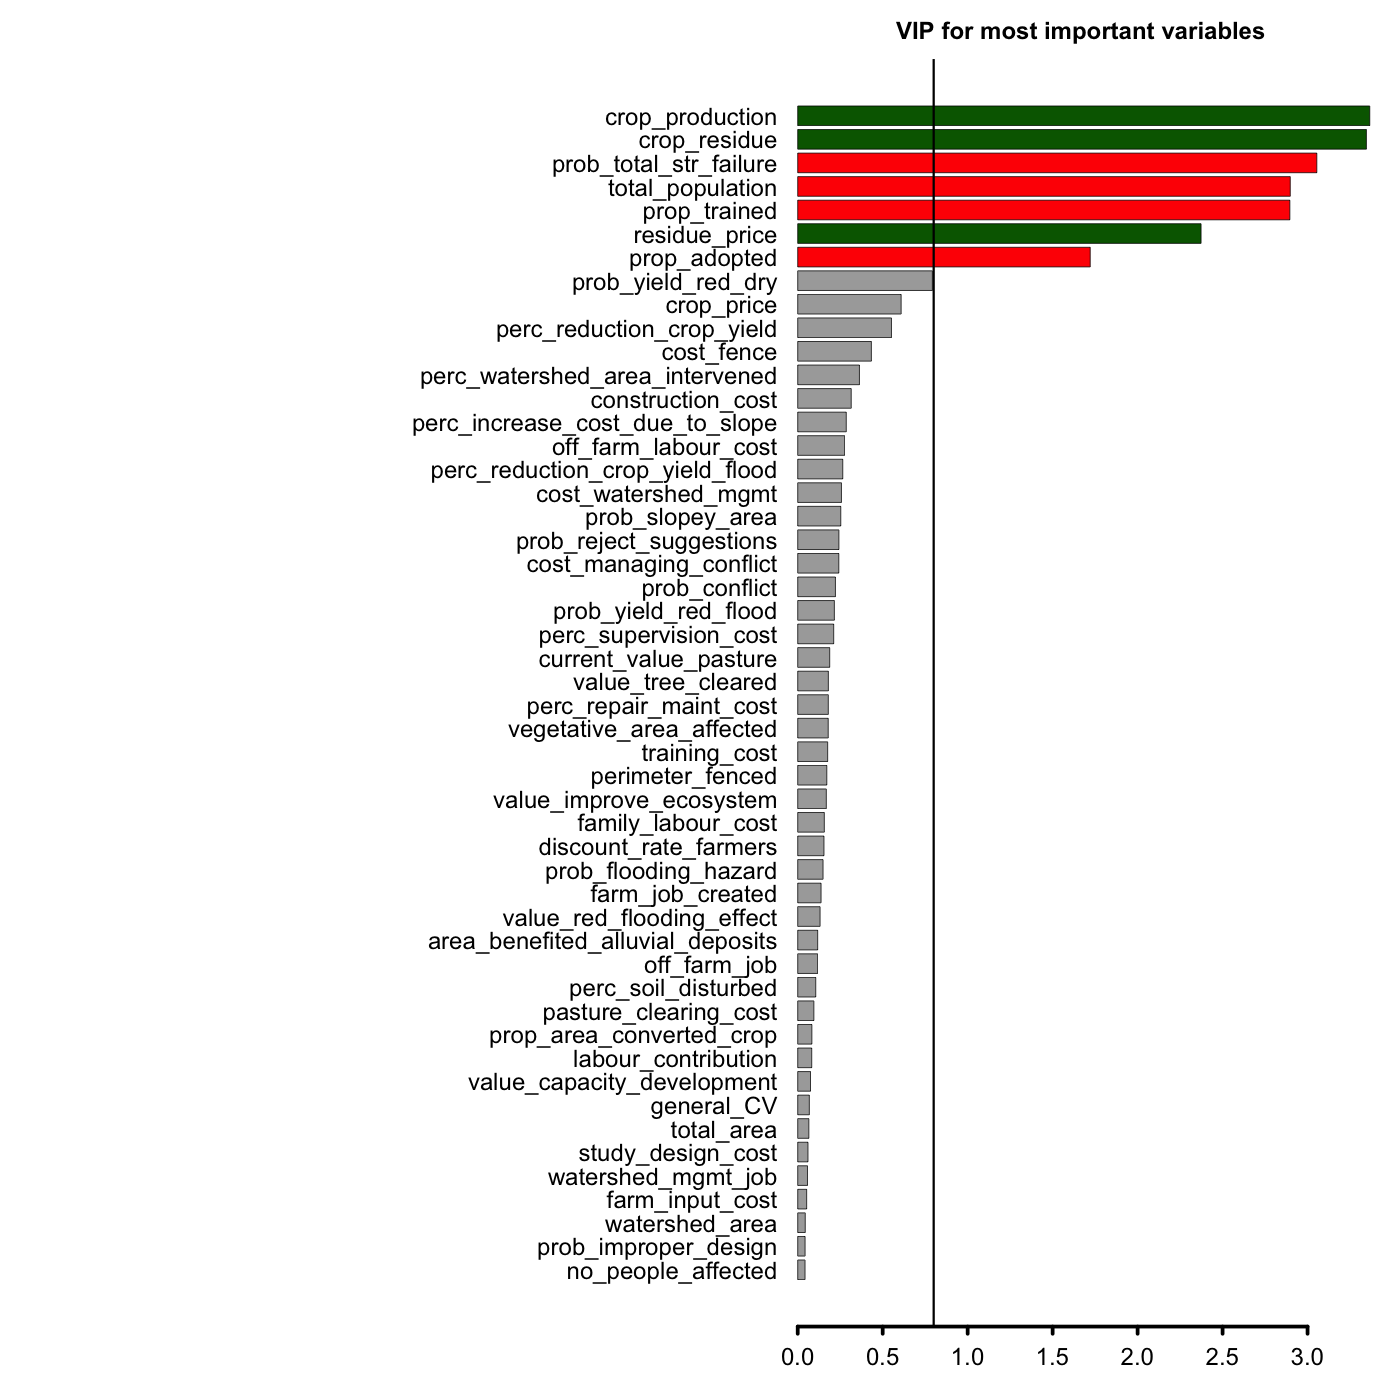 VIP for most important variables
crop_production
crop_residue
prob_total_str_failure
total_population
prop_trained
residue_price
prop_adopted
prob_yield_red_dry
crop_price
perc_reduction_crop_yield
cost_fence
perc_watershed_area_intervened
construction_cost
perc_increase_cost_due_to_slope
off_farm_labour_cost
perc_reduction_crop_yield_flood
cost_watershed_mgmt
prob_slopey_area
prob_reject_suggestions
cost_managing_conflict
prob_conflict
prob_yield_red_flood
perc_supervision_cost
current_value_pasture
value_tree_cleared
perc_repair_maint_cost
vegetative_area_affected
training_cost
perimeter_fenced
value_improve_ecosystem
family_labour_cost
discount_rate_farmers
prob_flooding_hazard
farm_job_created
value_red_flooding_effect
area_benefited_alluvial_deposits
off_farm_job
perc_soil_disturbed
pasture_clearing_cost
prop_area_converted_crop
labour_contribution
value_capacity_development
general_CV
total_area
study_design_cost
watershed_mgmt_job
farm_input_cost
watershed_area
prob_improper_design
no_people_affected
0.0 0.5 1.0 1.5 2.0 2.5 3.0